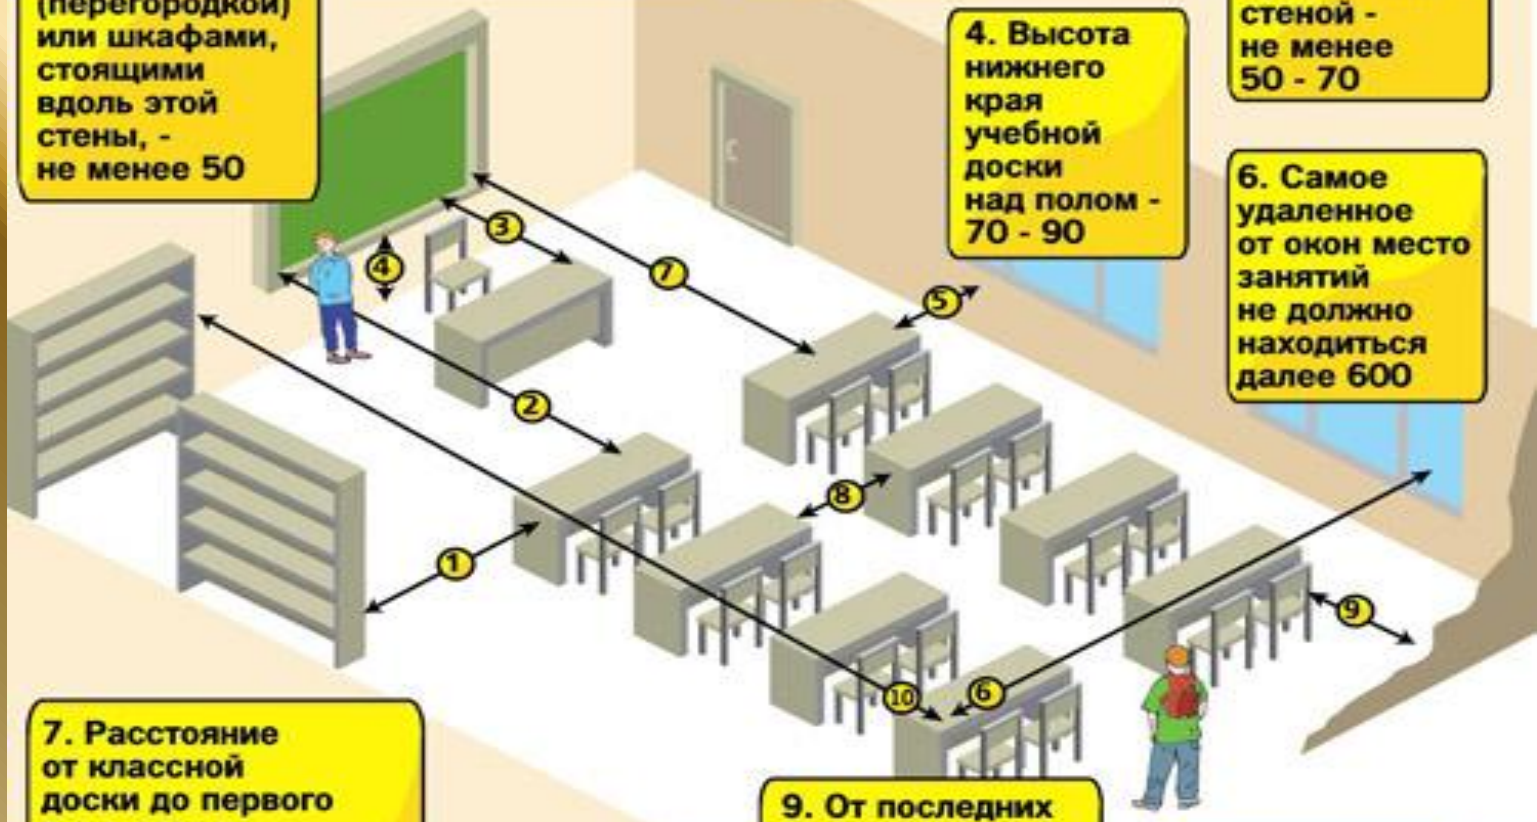 (перегородкой)
или шкафами,
стоящими
вдоль этой
стены, -
не менее 50
4. Высота
нижнего
края
учебной
доски
над полом -
70 - 90
стеной -
не менее
50 - 70
6. Самое
удаленное
от окон место
занятий
не должно
находиться
далее 600
3
4
7
5
2
8
1
9
10
6
7. Расстояние
от классной
доски до первого
9. От последних